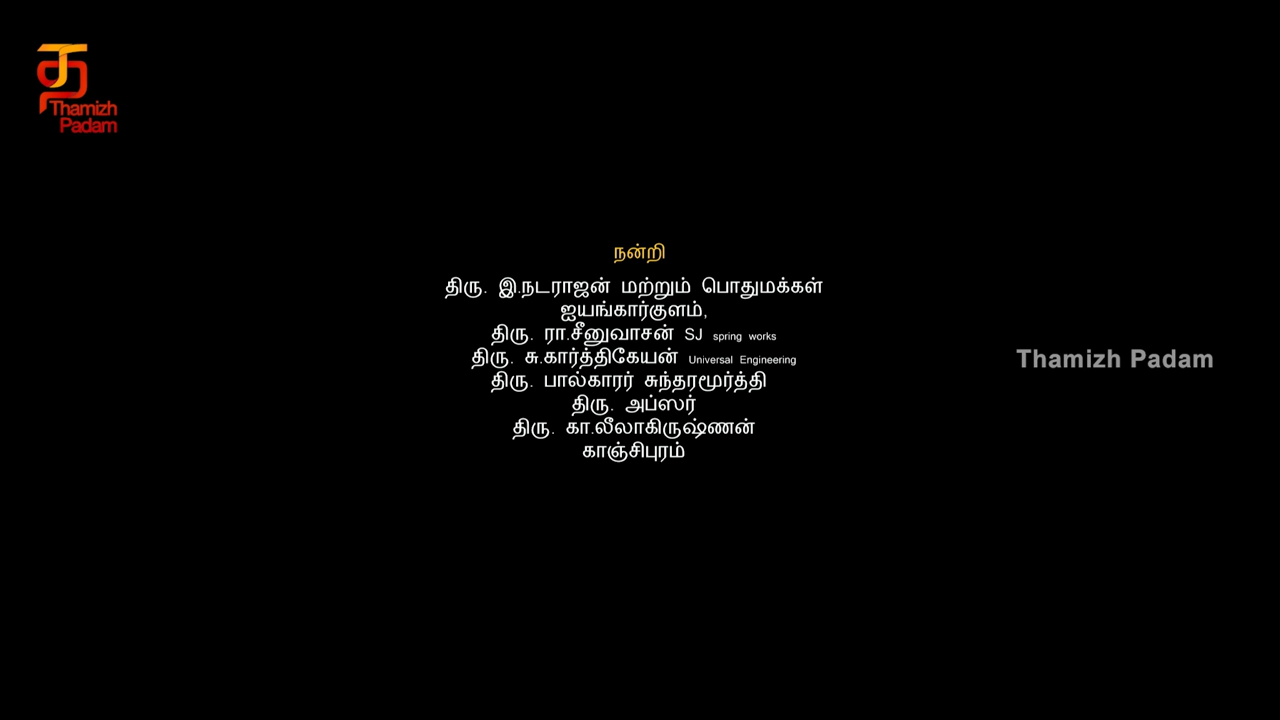 த
Thamizh
Padam
நன்றி
திரு. இ.நடராஜன் மற்றும் பொதுமக்கள்
ஐயங்கார்குளம்,
திரு. ரா.சீனுவாசன் SJ spring works
திரு. சு.கார்த்திகேயன் Universal Engineering
திரு. பால்காரர் சுந்தரமூர்த்தி
திரு. அப்ஸர்
திரு. கா.லீலாகிருஷ்ணன்
காஞ்சிபுரம்
Thamizh Padam